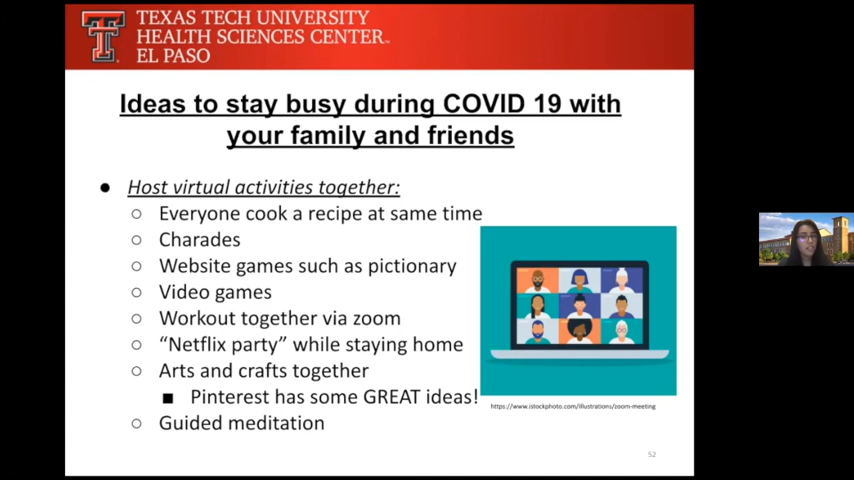 TEXAS TECH UNIVERSITY
HEALTH SCIENCES CENTER™
EL PASO
Ideas to stay busy during COVID 19 with
your family and friends
● Host virtual activities together:
○ Everyone cook a recipe at same time
○ Charades
○ Website games such as pictionary
○ Video games
○ Workout together via zoom
○ “Netflix party” while staying home
○ Arts and crafts together
■ Pinterest has some GREAT ideas!
○ Guided meditation
https://www.istockphoto.com/illustrations/zoom-meeting
52